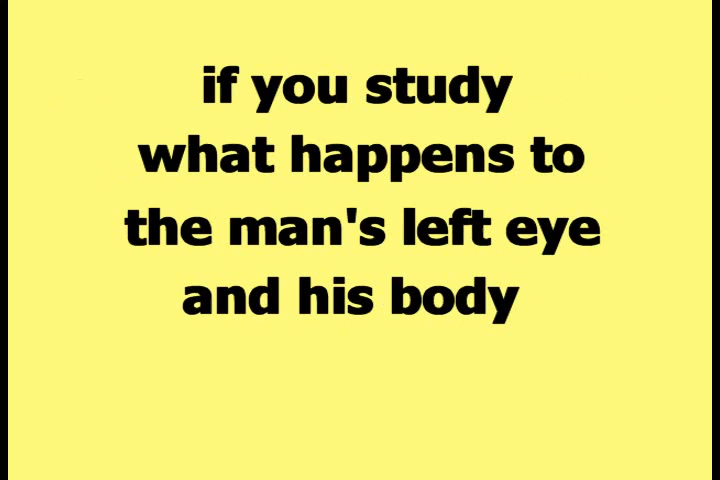 if you study
what happens to
the man's left eye
and his body